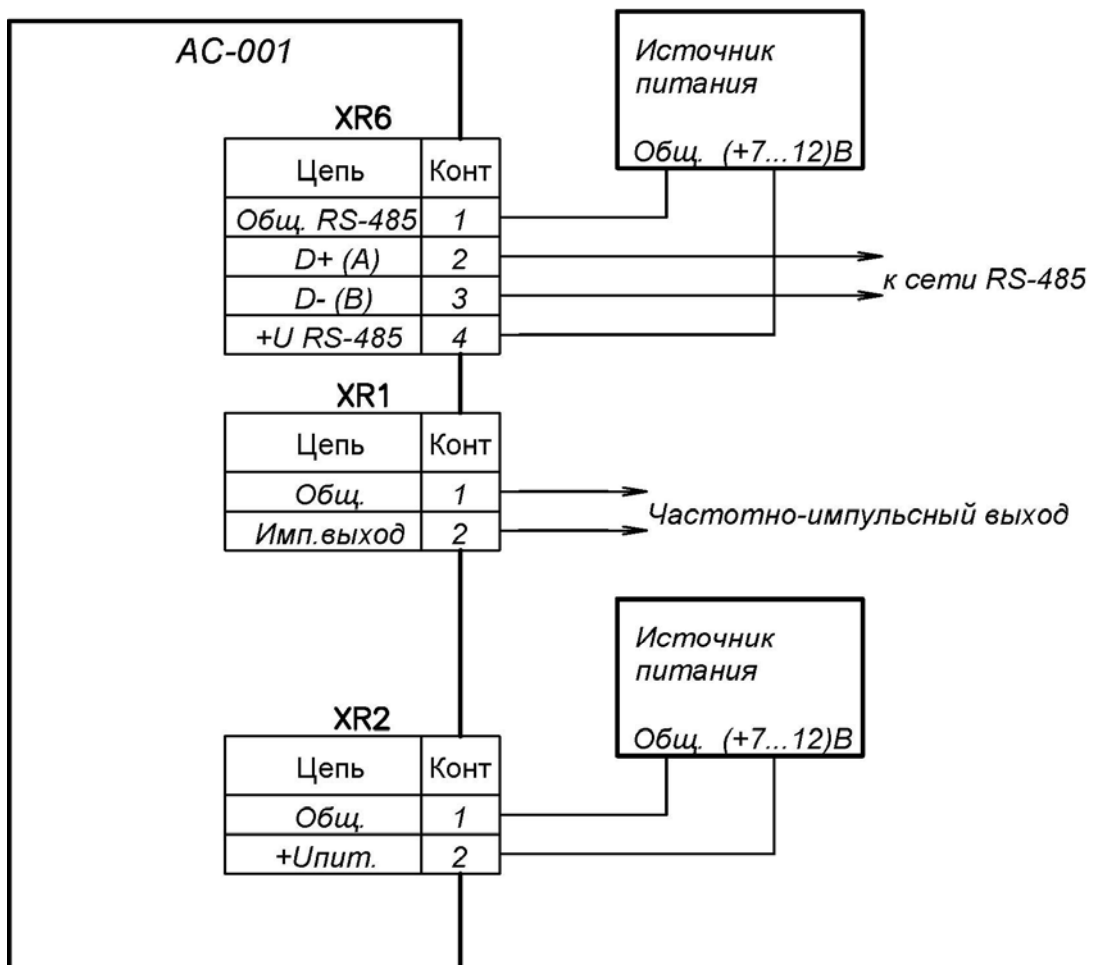 АС-001
Источник
питания
Общ. (+7...12)В
XR6
Цепь Конт
Общ. RS-485 1
D+ (A) 2
D- (B) 3
+U RS-485 4
к сети RS-485
XR1
Цепь Конт
Общ. 1
Имп.выход 2
Частотно-импульсный выход
Источник
питания
Общ. (+7...12)В
XR2
Цепь Конт
Общ. 1
+Uпит. 2